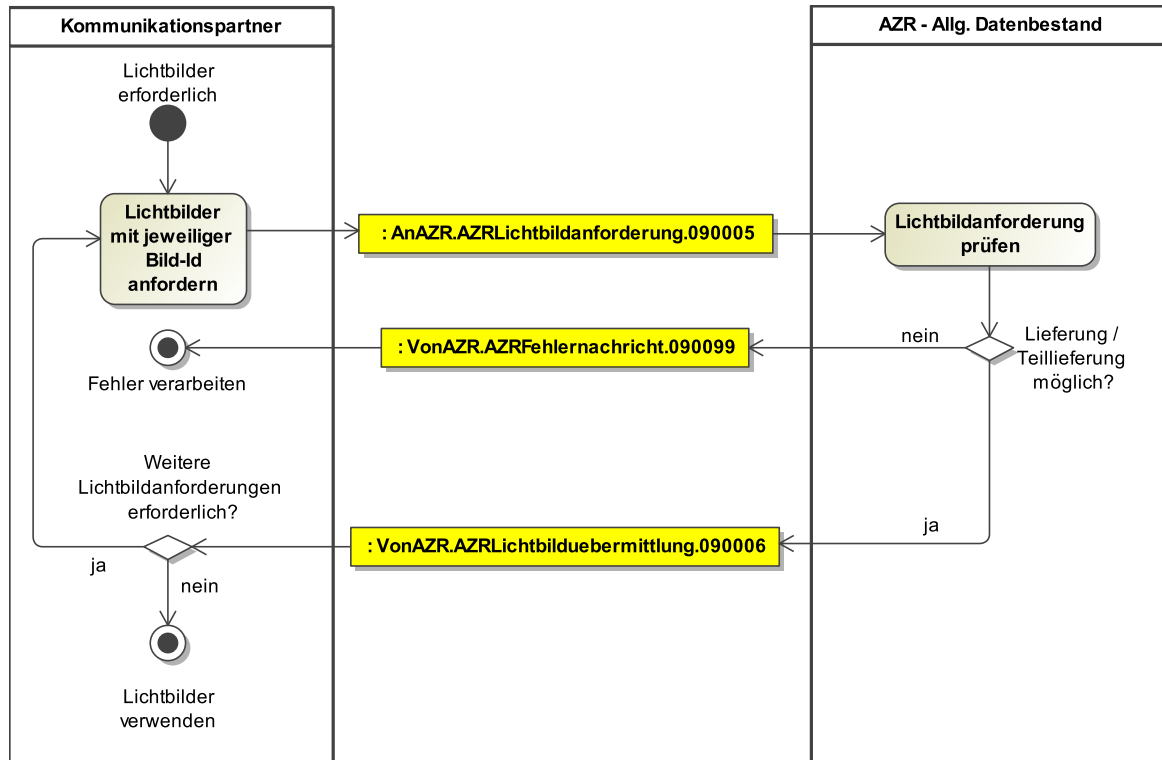 Kommunikationspartner
AZR - Allg. Datenbestand
Lichtbilder
erforderlich
Lichtbilder
mit jeweiliger
Bild-Id
anfordern
: AnAZR.AZRLichtbildanforderung.090005
Lichtbildanforderung
prüfen
: VonAZR.AZRFehlernachricht.090099
nein
Lieferung /
Teillieferung
möglich?
Fehler verarbeiten
Weitere
Lichtbildanforderungen
erforderlich?
: VonAZR.AZRLichtbilduebermittlung.090006
ja
ja
nein
Lichtbilder
verwenden